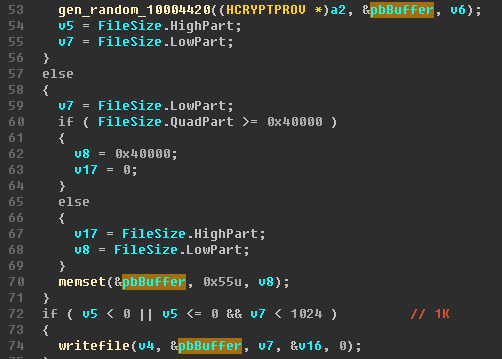 53 gen_random_10004420((HCRYPTPROV *)a2, &pbBuffer, v6);
54 v5 = FileSize.HighPart;
55 v7 = FileSize.LowPart;
56 }
57 else
58 {
59 v7 = FileSize.LowPart;
60 if ( FileSize.QuadPart >= 0x40000 )
61 {
62 v8 = 0x40000;
63 v17 = 0;
64 }
65 else
66 {
67 v17 = FileSize.HighPart;
68 v8 = FileSize.LowPart;
69 }
70 memset(&pbBuffer, 0x55u, v8);
71 }
72 if ( v5 < 0 || v5 <= 0 && v7 < 1024 ) // 1K
73 {
74 writefile(v4, &pbBuffer, v7, &v16, 0);